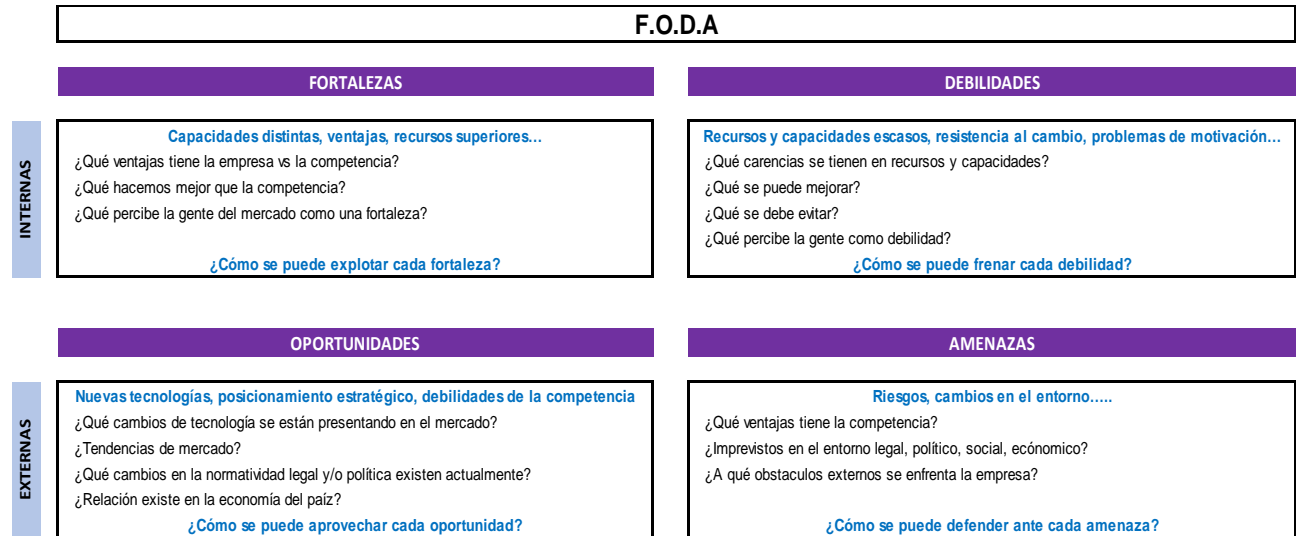 F.O.D.A
FORTALEZAS
DEBILIDADES
INTERNAS
Capacidades distintas, ventajas, recursos superiores...
¿Qué ventajas tiene la empresa vs la competencia?
¿Qué hacemos mejor que la competencia?
¿Qué percibe la gente del mercado como una fortaleza?
¿Cómo se puede explotar cada fortaleza?
Recursos y capacidades escasos, resistencia al cambio, problemas de motivación...
¿Qué carencias se tienen en recursos y capacidades?
¿Qué se puede mejorar?
¿Qué se debe evitar?
¿Qué percibe la gente como debilidad?
¿Cómo se puede frenar cada debilidad?
OPORTUNIDADES
AMENAZAS
EXTERNAS
Nuevas tecnologías, posicionamiento estratégico, debilidades de la competencia
¿Qué cambios de tecnología se están presentando en el mercado?
¿Tendencias de mercado?
¿Qué cambios en la normatividad legal y/o política existen actualmente?
¿Relación existe en la economía del paíz?
¿Cómo se puede aprovechar cada oportunidad?
Riesgos, cambios en el entorno.....
¿Qué ventajas tiene la competencia?
¿Imprevistos en el entorno legal, político, social, ecónomico?
¿A qué obstaculos externos se enfrenta la empresa?
¿Cómo se puede defender ante cada amenaza?